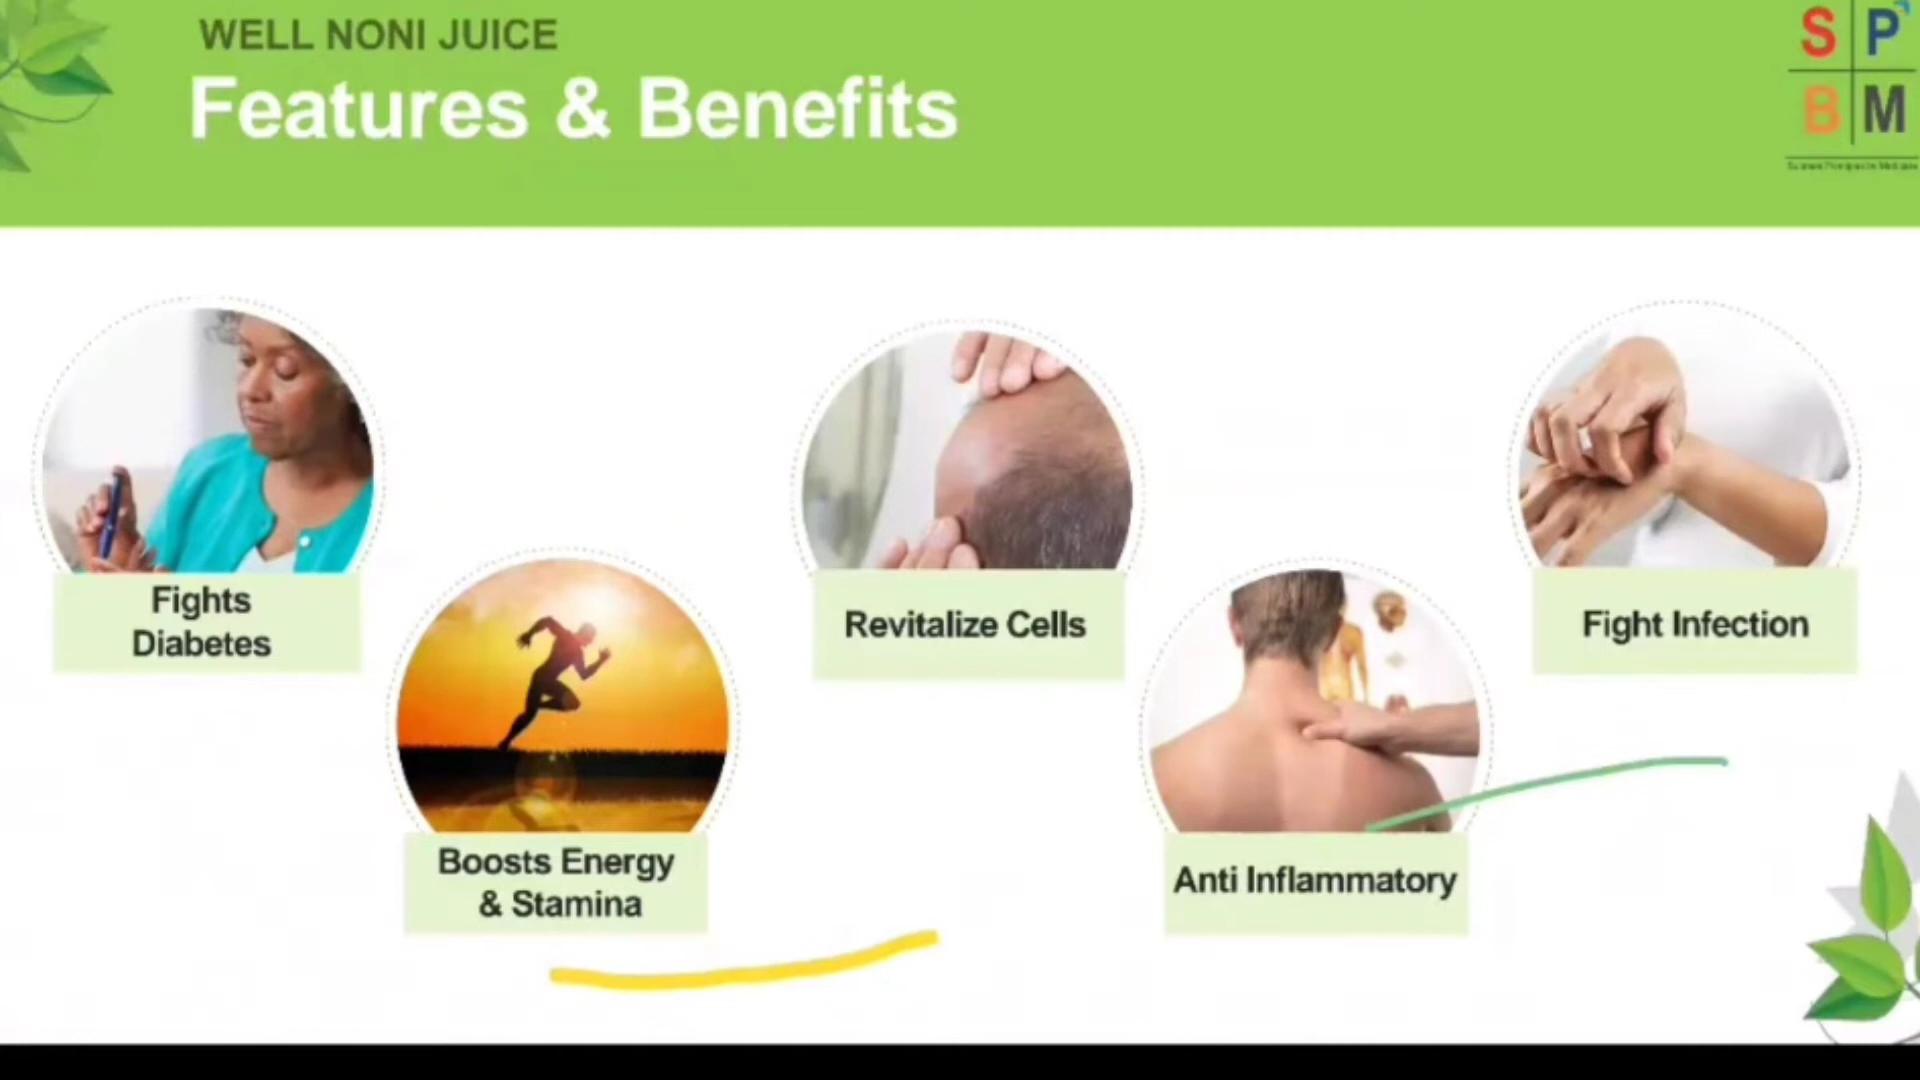 WELL NONI JUICE
Features & Benefits
S P
B M
Fights
Diabetes
Boosts Energy
& Stamina
Revitalize Cells
Anti Inflammatory
Fight Infection